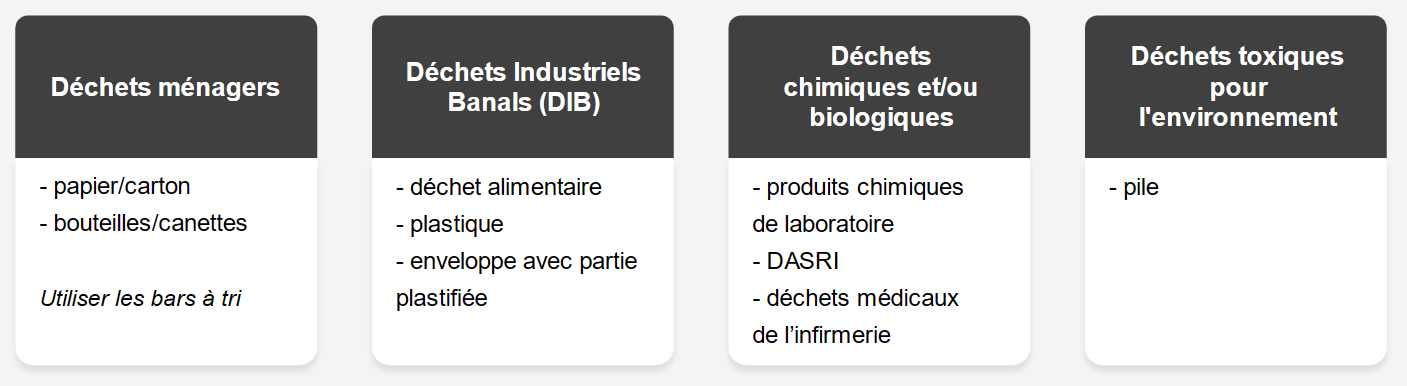 Déchets ménagers
- papier/carton
- bouteilles/canettes
Utiliser les bars à tri
Déchets Industriels
Banals (DIB)
- déchet alimentaire
- plastique
- enveloppe avec partie
plastifiée
Déchets
chimiques et/ou
biologiques
- produits chimiques
de laboratoire
- DASRI
- déchets médicaux
de l’infirmerie
Déchets toxiques
pour
l'environnement
- pile